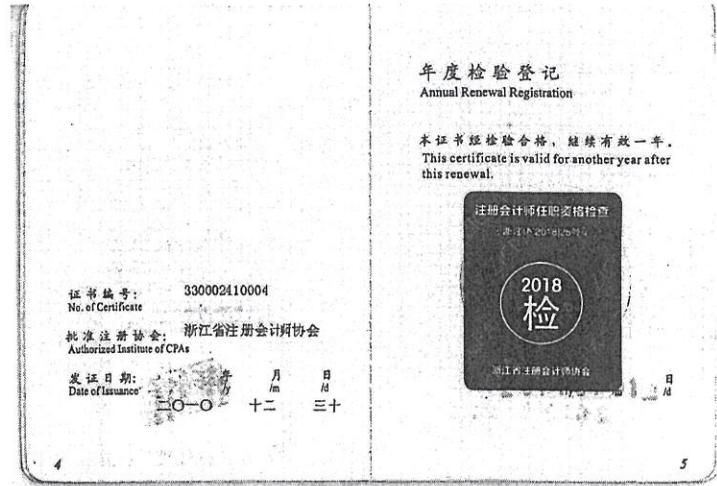 证书编号:
No. of Certificate
330002410004
批准注册协会:
Authorized Institute of CPAs
浙江省注册会计师协会
发证日期:
Date of Issuance
年 月 日
/y /m /d
二〇一〇 十二 三十
4
年度检验登记
Annual Renewal Registration
本证书经检验合格，继续有效一年．
This certificate is valid for another year after
this renewal.
注册会计师任职资格检查
2018
检
浙江省注册会计师协会
日
/d
5